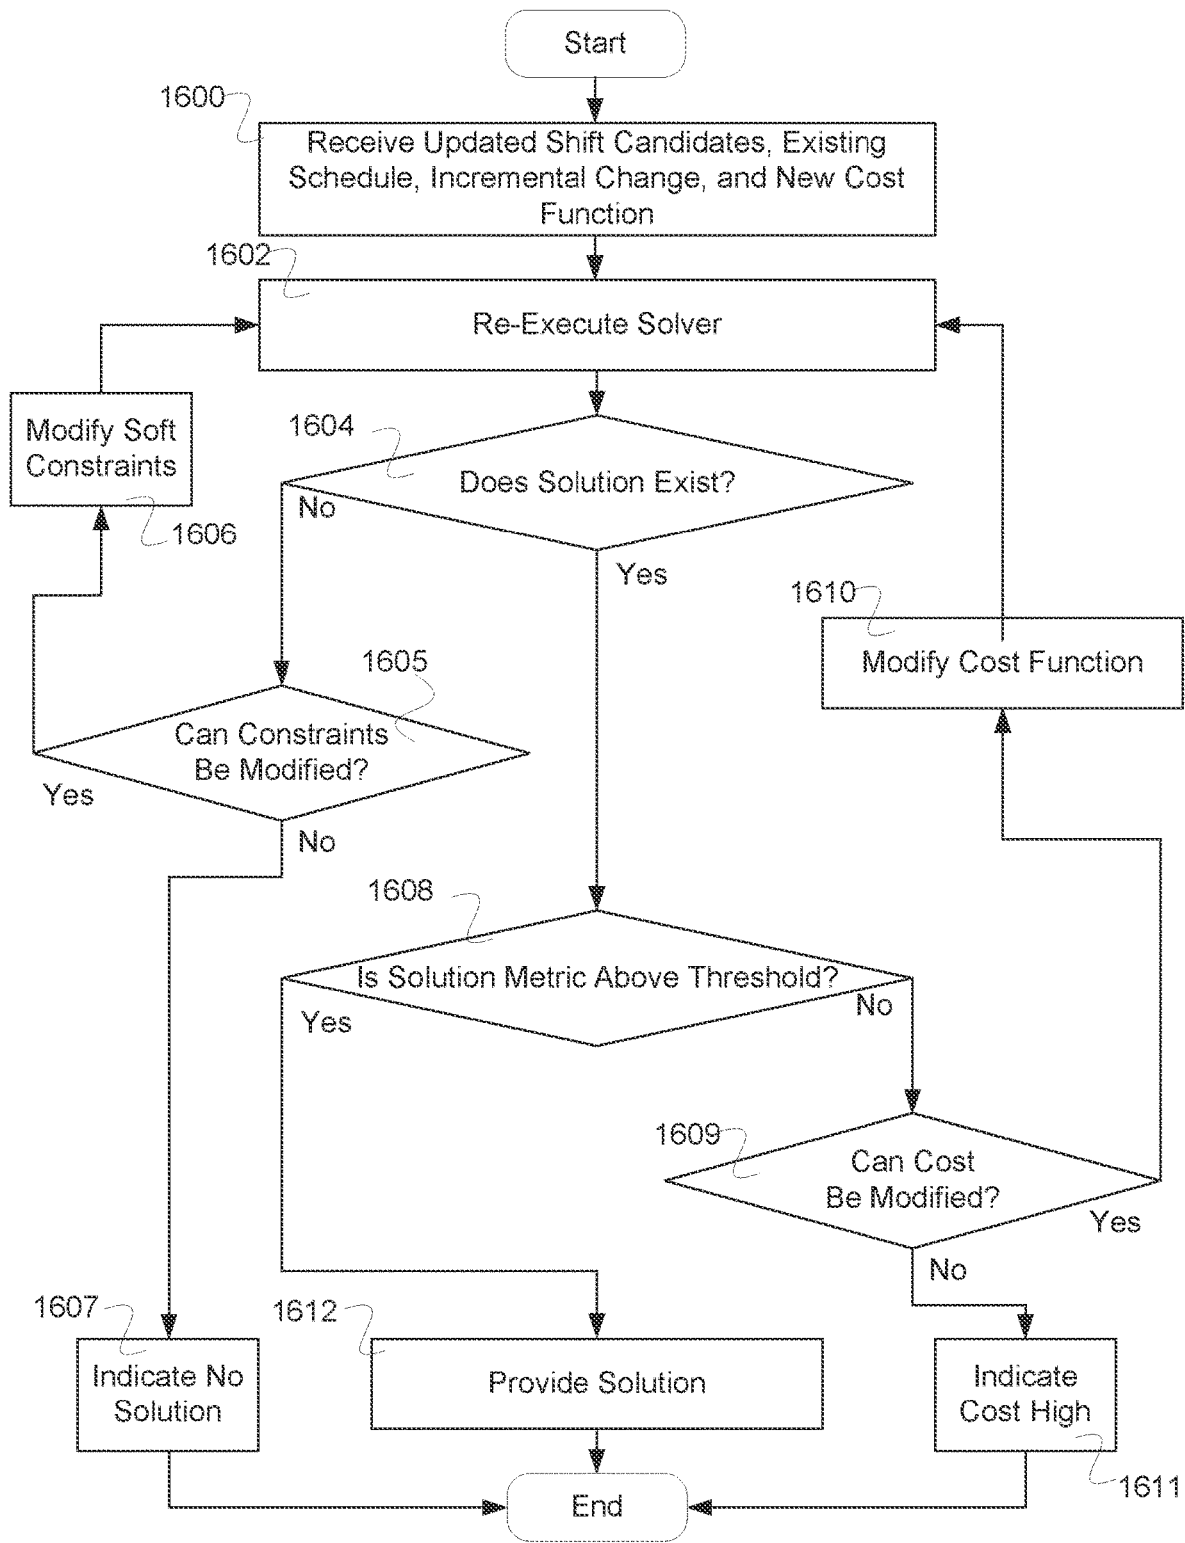 Start
1600
Receive Updated Shift Candidates, Existing
Schedule, Incremental Change, and New Cost
Function
1602
Re-Execute Solver
Modify Soft
Constraints
1606
1604
Does Solution Exist?
No
Yes
1610
Modify Cost Function
1605
Can Constraints
Be Modified?
Yes
No
1608
Is Solution Metric Above Threshold?
Yes
No
1609
Can Cost
Be Modified?
Yes
No
1607
Indicate No
Solution
1612
Provide Solution
Indicate
Cost High
1611
End